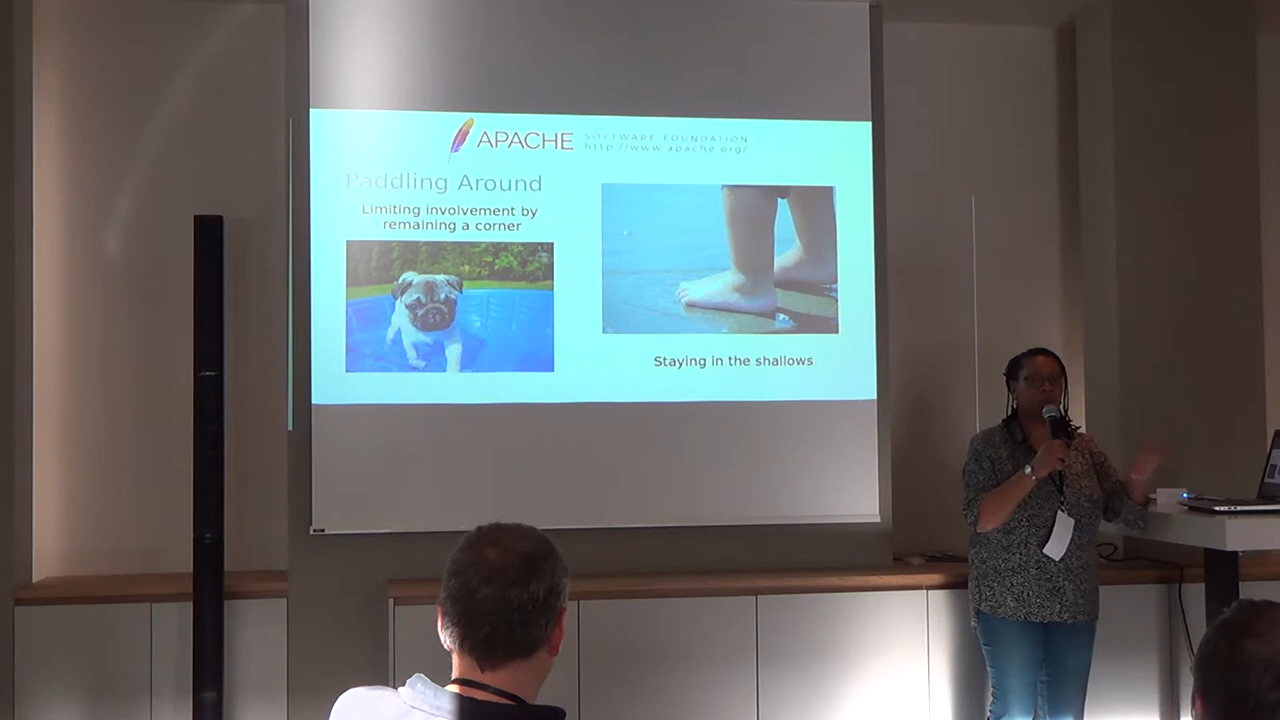 APACHE
SOFTWARE FOUNDATION
http://www.apache.org/
Paddling Around
Limiting involvement by
remaining a corner
Staying in the shallows